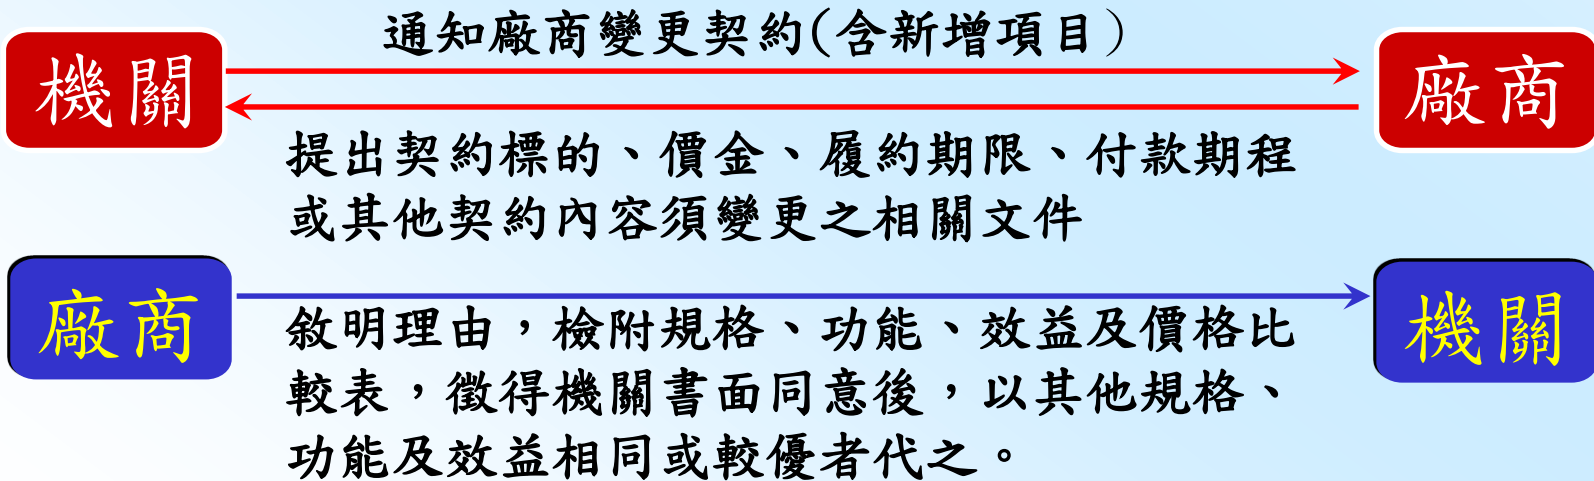 通知廠商變更契約(含新增項目)
機關
廠商
提出契約標的、價金、履約期限、付款期程
或其他契約內容須變更之相關文件
廠商
機關
敘明理由，檢附規格、功能、效益及價格比
較表，徵得機關書面同意後，以其他規格、
功能及效益相同或較優者代之。